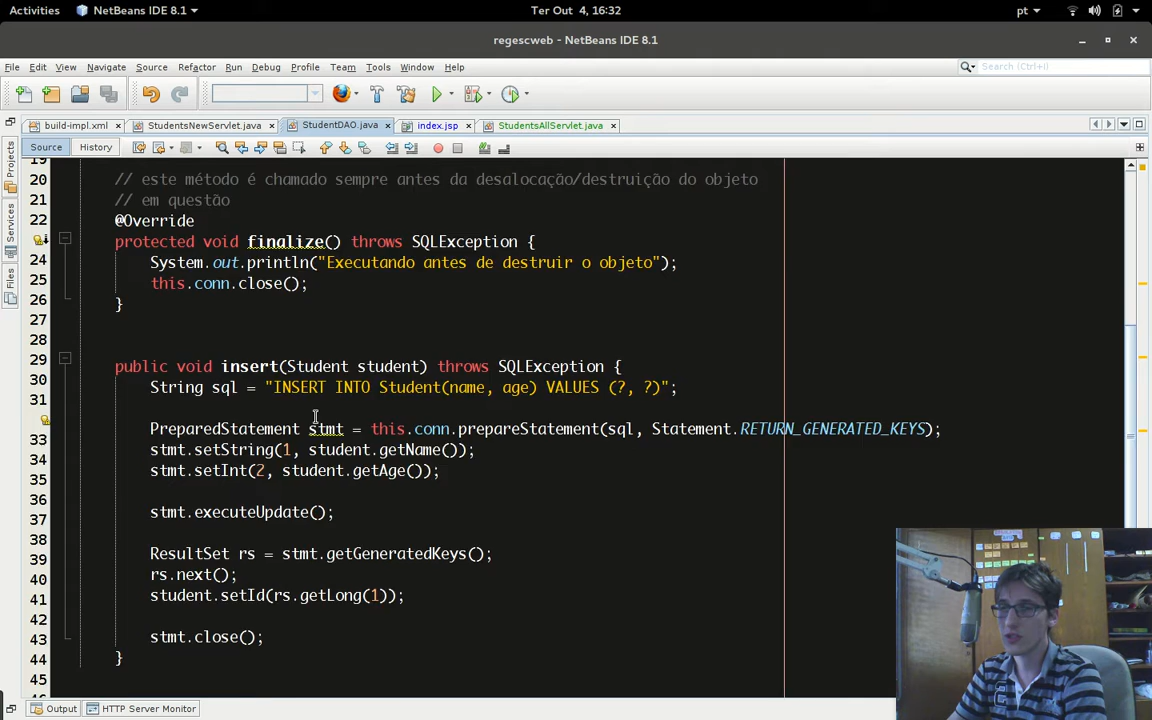 Activities NetBeans IDE 8.1 Ter Out 4, 16:32 pt
regescweb - NetBeans IDE 8.1
File Edit View Navigate Source Refactor Run Debug Profile Team Tools Window Help Search (Ctrl+I)
build-impl.xml StudentsNewServlet.java StudentDAO.java index.jsp StudentsAllServlet.java
Source History
Projects
Services
Files
19
20 // este método é chamado sempre antes da desalocação/destruição do objeto
21 // em questão
22 @Override
protected void finalize() throws SQLException {
24 System.out.println("Executando antes de destruir o objeto");
25 this.conn.close();
26 }
27
28
29 public void insert(Student student) throws SQLException {
30 String sql = "INSERT INTO Student(name, age) VALUES (?, ?)";
31
PreparedStatement stmt = this.conn.prepareStatement(sql, Statement.RETURN_GENERATED_KEYS);
33 stmt.setString(1, student.getName());
34 stmt.setInt(2, student.getAge());
35
36 stmt.executeUpdate();
37
38 ResultSet rs = stmt.getGeneratedKeys();
39 rs.next();
40 student.setId(rs.getLong(1));
41
42 stmt.close();
43 }
44
45
Output HTTP Server Monitor